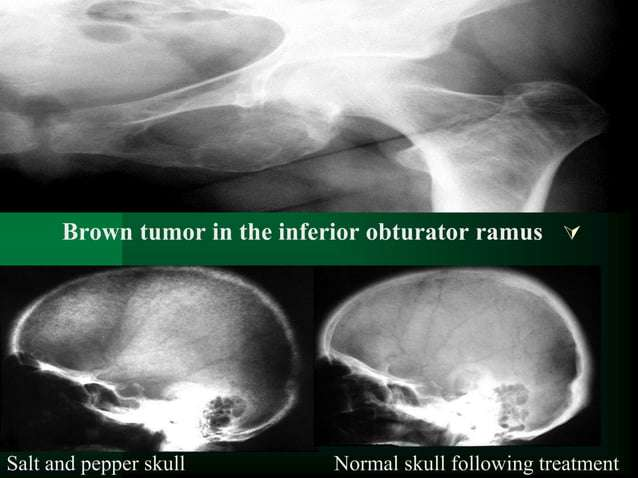 Brown tumor in the inferior obturator ramus
Salt and pepper skull
Normal skull following treatment